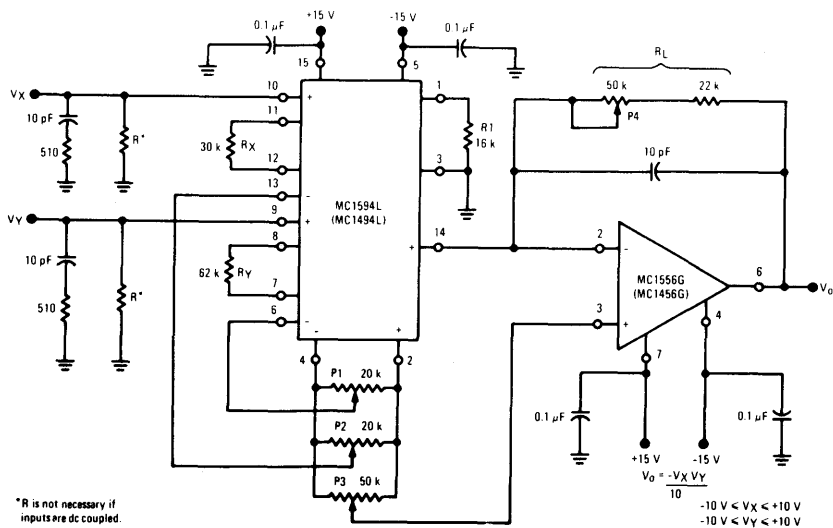 +15 V
-15 V
0.1 µF
0.1 µF
15
5
RL
VX
10
+
1
50 k
22 k
10 pF
11
P4
510
R*
30 k
RX
R1
16 k
12
3
10 pF
13
-
MC1594L
(MC1494L)
VY
9
+
8
14
+
2
-
10 pF
62 k
RY
MC1556G
(MC1456G)
6
Vo
510
R*
7
6
-
3
+
4
-
+
7
4
2
P1
20 k
0.1 µF
0.1 µF
P2
20 k
+15 V
-15 V
P3
50 k
Vo = -VX VY
10
*R is not necessary if
inputs are dc coupled.
-10 V ⩽ VX ⩽ +10 V
-10 V ⩽ VY ⩽ +10 V